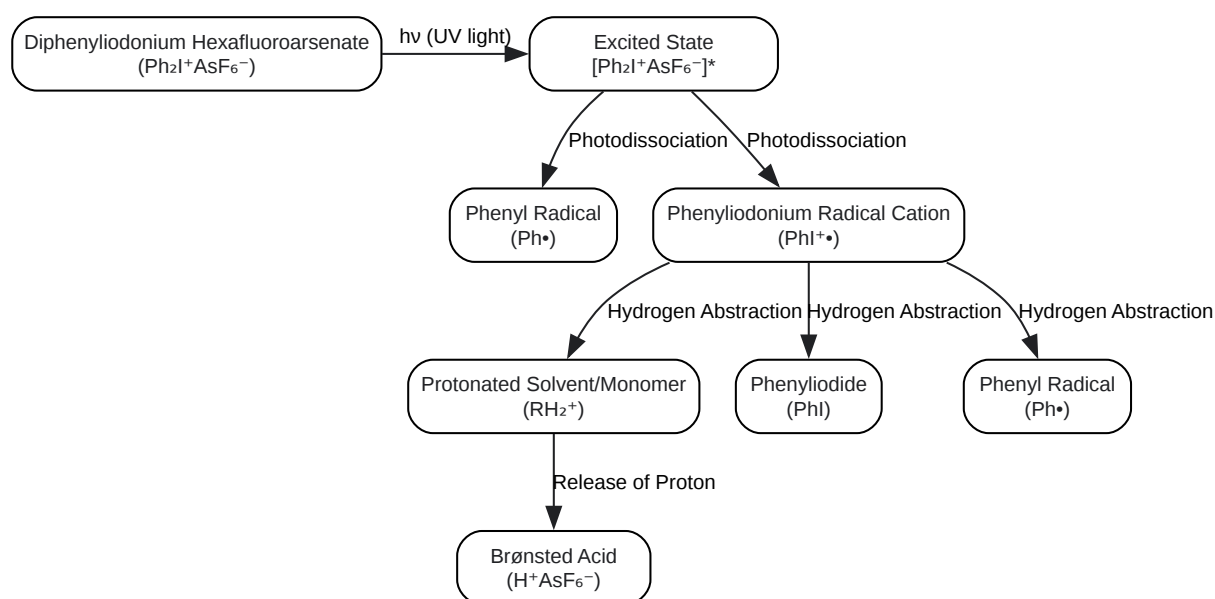 Diphenyliodonium Hexafluoroarsenate
(Ph₂I⁺AsF₆⁻)
hν (UV light)
Excited State
[Ph₂I⁺AsF₆⁻]*
Photodissociation
Photodissociation
Phenyl Radical
(Ph•)
Phenyliodonium Radical Cation
(PhI⁺•)
Hydrogen Abstraction
Hydrogen Abstraction
Hydrogen Abstraction
Protonated Solvent/Monomer
(RH₂⁺)
Phenyliodide
(PhI)
Phenyl Radical
(Ph•)
Release of Proton
Brønsted Acid
(H⁺AsF₆⁻)